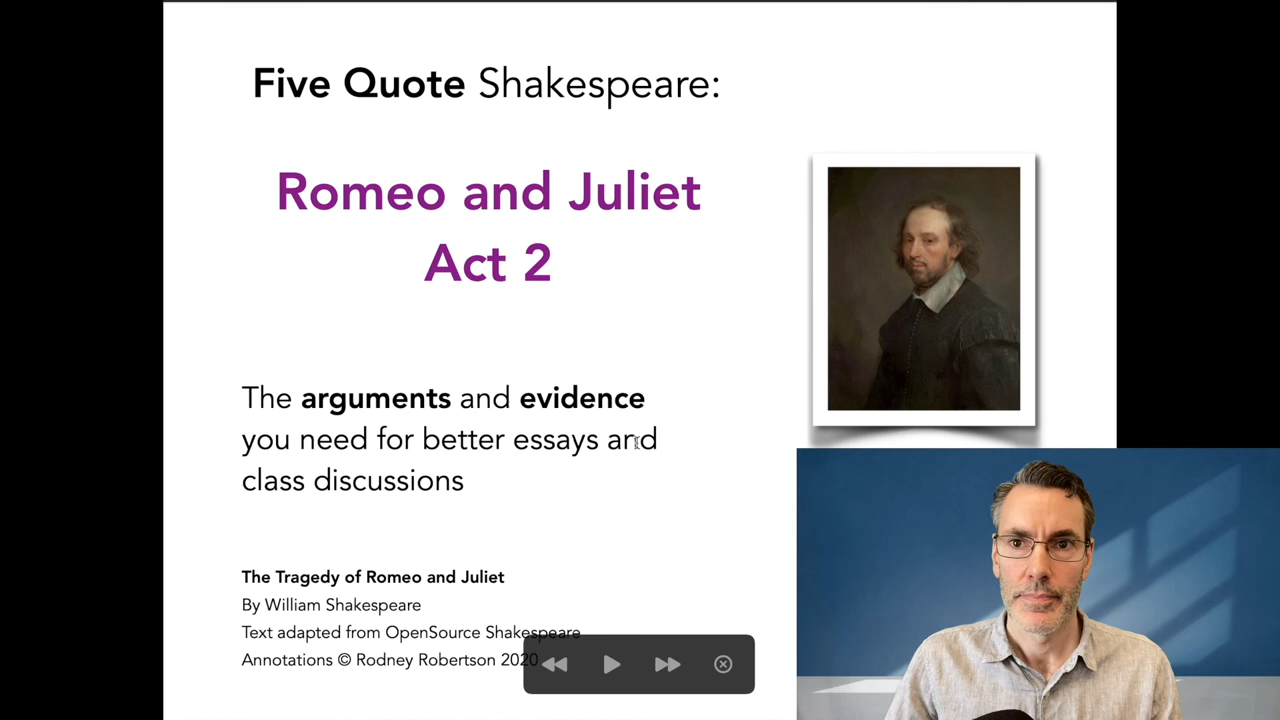 Five Quote Shakespeare:
Romeo and Juliet
Act 2
The arguments and evidence
you need for better essays and
class discussions
The Tragedy of Romeo and Juliet
By William Shakespeare
Text adapted from OpenSource Shakespeare
Annotations © Rodney Robertson 2020